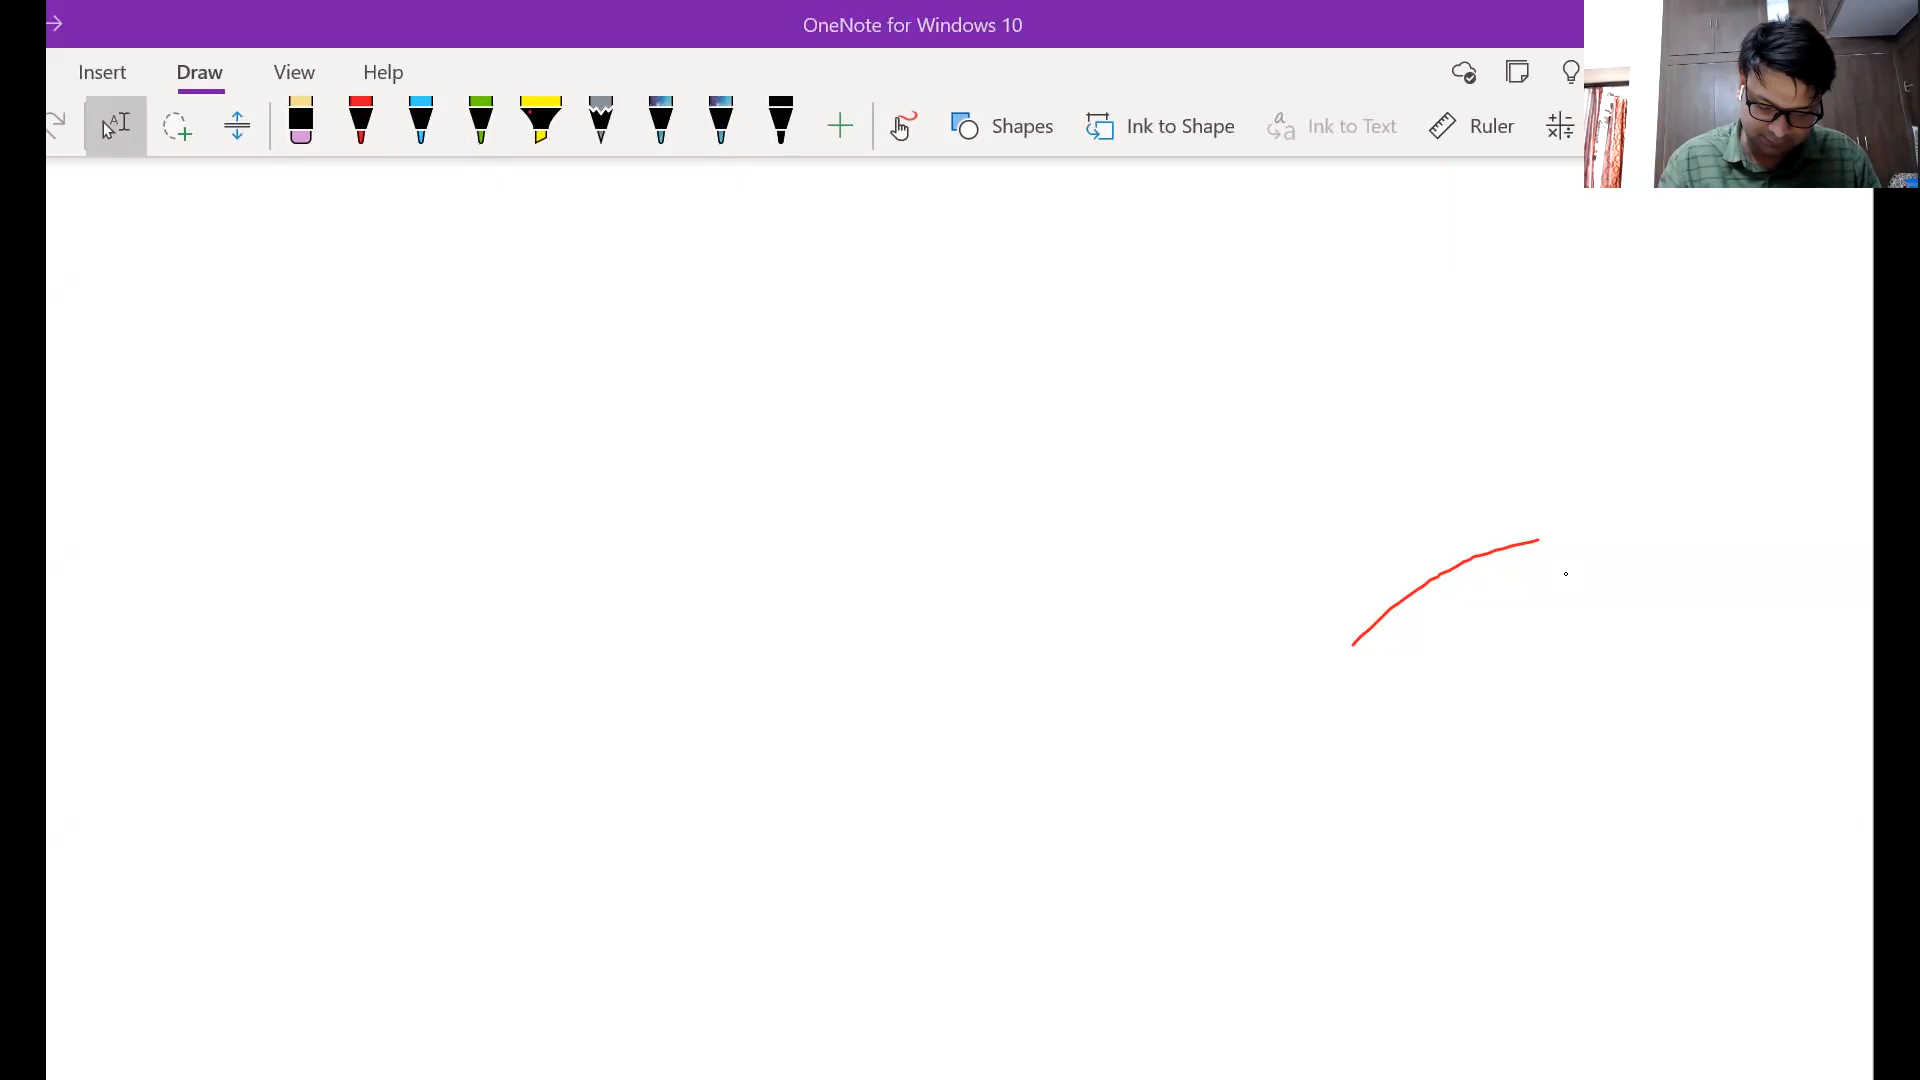 OneNote for Windows 10
Insert Draw View Help
Shapes Ink to Shape Ink to Text Ruler